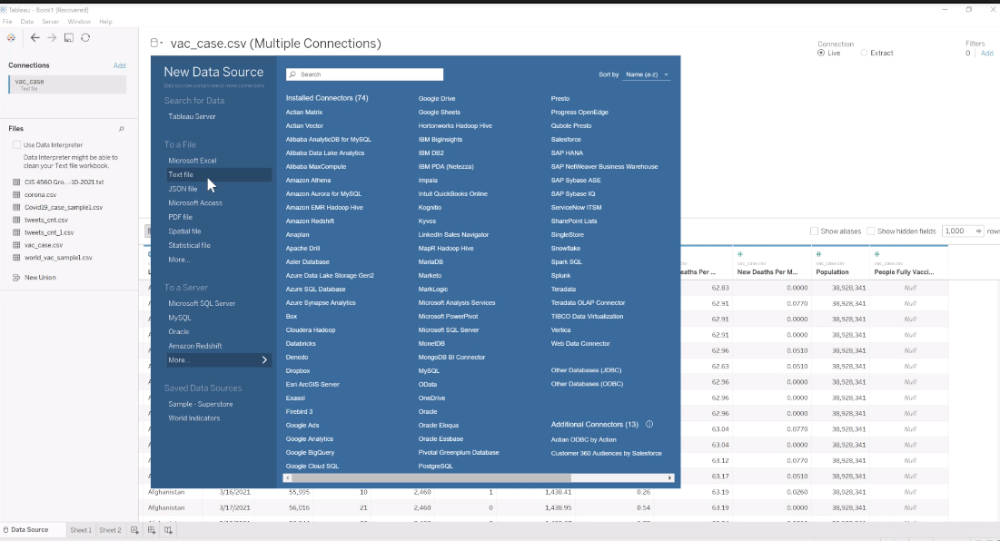 Tableau - Book1 [Recovered]
File Data Server Window Help
Connections Add
vac_case
Text file
Files
Use Data Interpreter
Data Interpreter might be able to
clean your Text file workbook.
CIS 4560 Gro...-10-2021.txt
corona.csv
Covid19_case_sample1.csv
tweets_cnt.csv
tweets_cnt_1.csv
vac_case.csv
world_vac_sample1.csv
New Union
vac_case.csv (Multiple Connections)
Connection
Live Extract
Filters
0 Add
New Data Source
Data sources contain one or more connections
Search for Data
Tableau Server
To a File
Microsoft Excel
Text file
JSON file
Microsoft Access
PDF file
Spatial file
Statistical file
More...
To a Server
Microsoft SQL Server
MySQL
Oracle
Amazon Redshift
More...
Saved Data Sources
Sample - Superstore
World Indicators
Search
Sort by Name (a-z)
Installed Connectors (74)
Actian Matrix
Actian Vector
Alibaba AnalyticDB for MySQL
Alibaba Data Lake Analytics
Alibaba MaxCompute
Amazon Athena
Amazon Aurora for MySQL
Amazon EMR Hadoop Hive
Amazon Redshift
Anaplan
Apache Drill
Aster Database
Azure Data Lake Storage Gen2
Azure SQL Database
Azure Synapse Analytics
Box
Cloudera Hadoop
Databricks
Denodo
Dropbox
Esri ArcGIS Server
Exasol
Firebird 3
Google Ads
Google Analytics
Google BigQuery
Google Cloud SQL
Google Drive
Google Sheets
Hortonworks Hadoop Hive
IBM BigInsights
IBM DB2
IBM PDA (Netezza)
Impala
Intuit QuickBooks Online
Kognitio
Kyvos
LinkedIn Sales Navigator
MapR Hadoop Hive
MariaDB
Marketo
MarkLogic
Microsoft Analysis Services
Microsoft PowerPivot
Microsoft SQL Server
MonetDB
MongoDB BI Connector
MySQL
OData
OneDrive
Oracle
Oracle Eloqua
Oracle Essbase
Pivotal Greenplum Database
PostgreSQL
Presto
Progress OpenEdge
Qubole Presto
Salesforce
SAP HANA
SAP NetWeaver Business Warehouse
SAP Sybase ASE
SAP Sybase IQ
ServiceNow ITSM
SharePoint Lists
SingleStore
Snowflake
Spark SQL
Splunk
Teradata
Teradata OLAP Connector
TIBCO Data Virtualization
Vertica
Web Data Connector
Other Databases (JDBC)
Other Databases (ODBC)
Additional Connectors (13)
Actian ODBC by Actian
Customer 360 Audiences by Salesforce
Show aliases Show hidden fields 1,000 rows
vac_case.csv vac_case.csv vac_case.csv
eaths Per ... New Deaths Per M... Population People Fully Vacci...
62.83 0.0000 38,928,341 Null
62.91 0.0770 38,928,341 Null
62.91 0.0000 38,928,341 Null
62.91 0.0000 38,928,341 Null
62.96 0.0510 38,928,341 Null
62.63 0.0510 38,928,341 Null
62.96 0.0000 38,928,341 Null
62.96 0.0000 38,928,341 Null
62.96 0.0000 38,928,341 Null
63.04 0.0770 38,928,341 Null
63.04 0.0000 38,928,341 Null
63.12 0.0770 38,928,341 Null
63.17 0.0510 38,928,341 Null
Afghanistan 3/16/2021 55,995 10 2,460 1 1,438.41 0.26 63.19 0.0260 38,928,341 Null
Afghanistan 3/17/2021 56,016 21 2,460 0 1,438.95 0.54 63.19 0.0000 38,928,341 Null
Data Source Sheet 1 Sheet 2